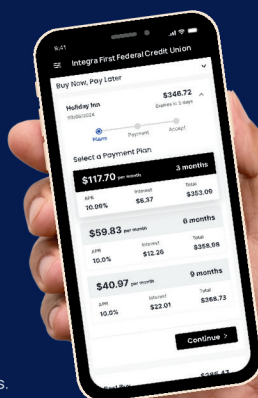 9:41
Integra First Federal Credit Union
Buy Now, Pay Later
Holiday Inn $346.72
Expires in 3 days
Plans Payment Accept
Select a Payment Plan
$117.70 per month 3 months
APR Interest Total
10.00% $6.37 $353.09
$59.83 per month 6 months
APR Interest Total
10.0% $12.26 $358.98
$40.97 per month 9 months
APR Interest Total
10.0% $22.01 $368.73
Continue >
s.